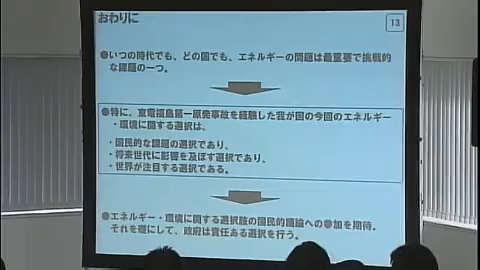 おわりに
13
●いつの時代でも、どの国でも、エネルギーの問題は最重要で挑戦的
な課題の一つ。
●特に、東電福島第一原発事故を経験した我が国の今回のエネルギー
・環境に関する選択は、
・国民的な課題の選択であり、
・将来世代に影響を及ぼす選択であり、
・世界が注目する選択である。
●エネルギー・環境に関する選択肢の国民的議論への参加を期待。
それを礎にして、政府は責任ある選択を行う。